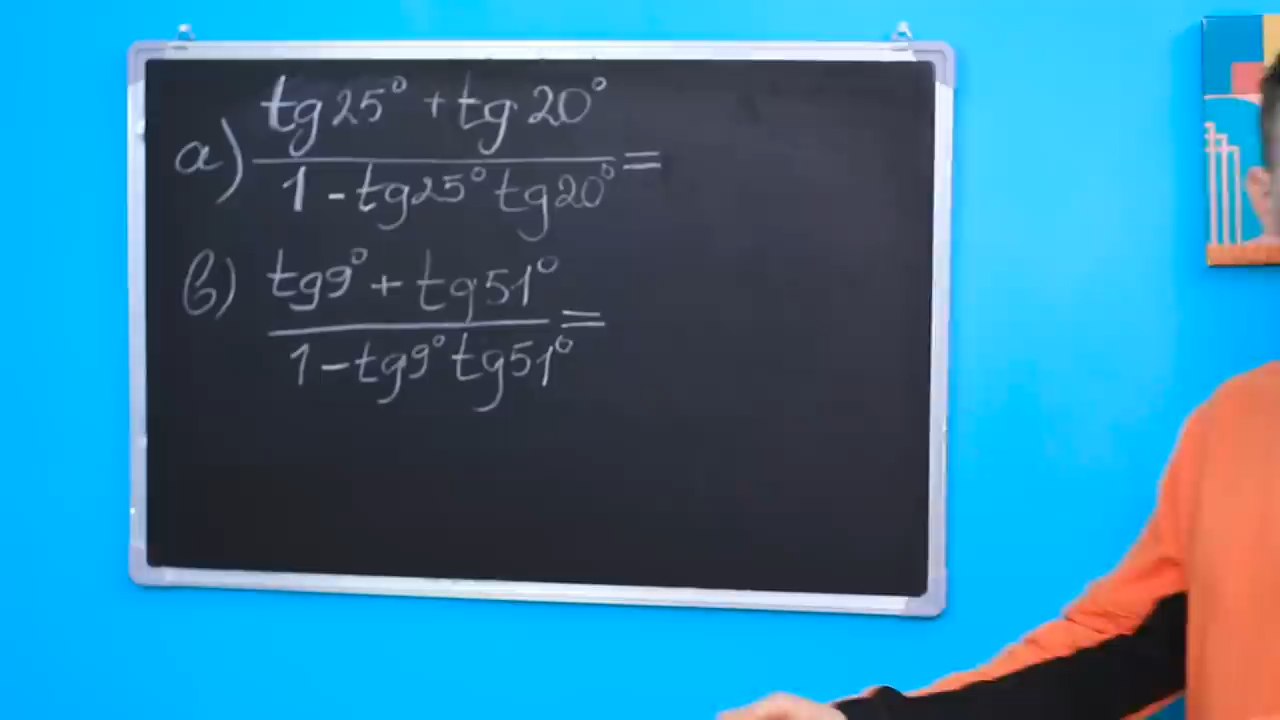 а) tg25° + tg20°
1 - tg25° tg20° =
в) tg9° + tg51°
1 - tg9° tg51° =